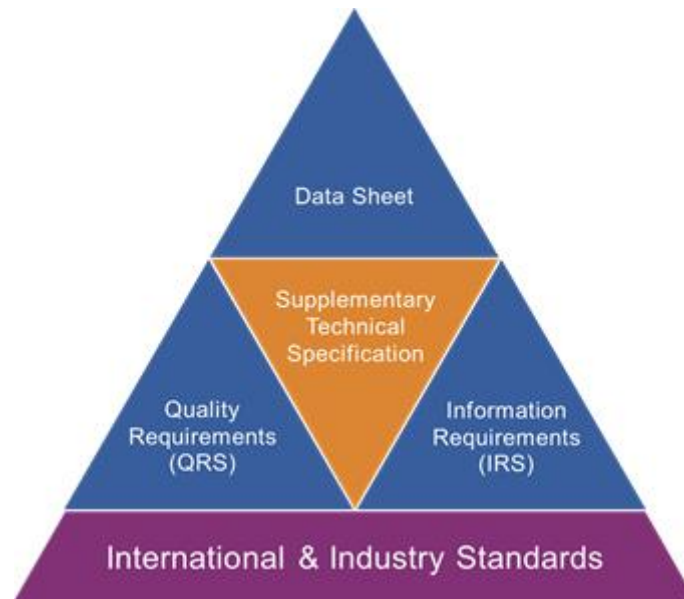 Data Sheet
Supplementary
Technical
Specification
Quality
Requirements
(QRS)
Information
Requirements
(IRS)
International & Industry Standards